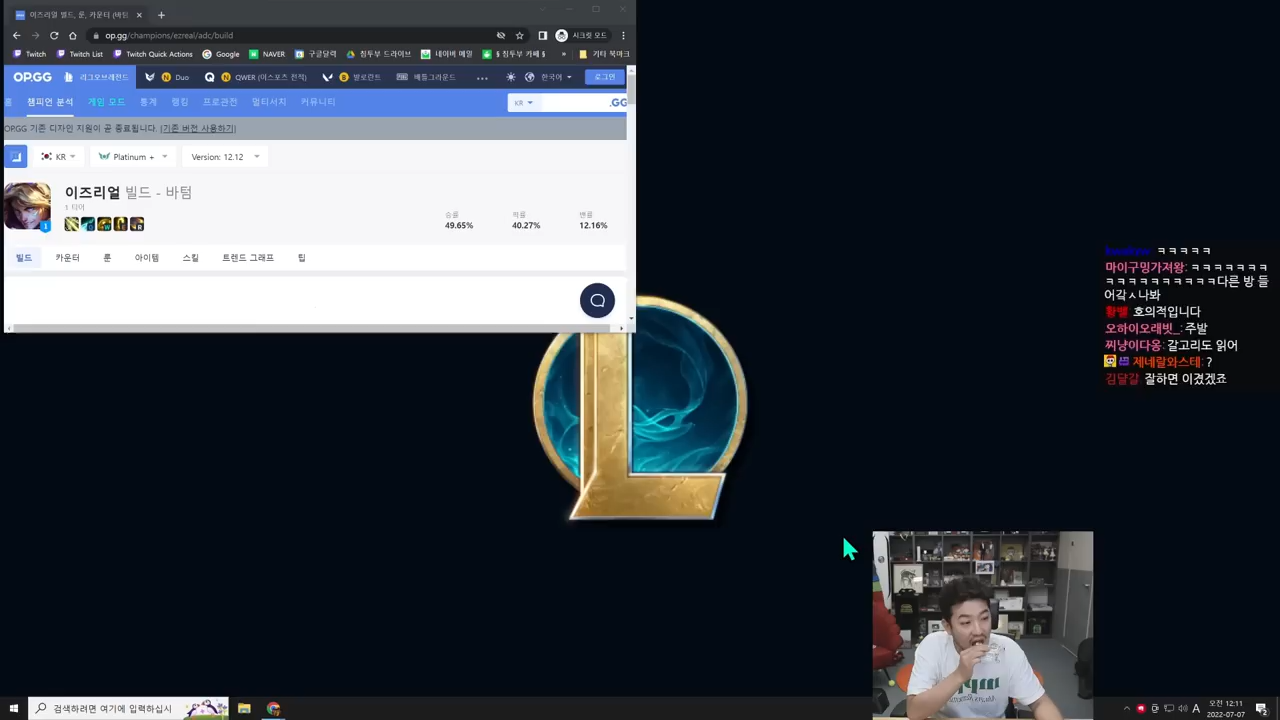 이즈리얼 빌드, 룬, 카운터 (바텀
op.gg/champions/ezreal/adc/build
시크릿 모드
Twitch
Twitch List
Twitch Quick Actions
Google
NAVER
구글달력
침투부 드라이브
네이버 메일
§ 침투부 카페 §
»
기타 북마크
OP.GG
리그오브레전드
Duo
QWER (이스포츠 전적)
발로란트
배틀그라운드
한국어
로그인
홈
챔피언 분석
게임 모드
통계
랭킹
프로관전
멀티서치
커뮤니티
KR
.GG
OP.GG 기존 디자인 지원이 곧 종료됩니다. (기존 버전 사용하기)
KR
Platinum +
Version: 12.12
이즈리얼 빌드 - 바텀
1 티어
Q
W
E
R
승률
49.65%
픽률
40.27%
밴률
12.16%
빌드
카운터
룬
아이템
스킬
트렌드 그래프
팁
ㅋㅋㅋㅋㅋ
마이구밍가져왕: ㅋㅋㅋㅋㅋㅋㅋ
ㅋㅋㅋㅋㅋㅋㅋㅋㅋㅋ다른 방 들
어각ㅅ나봐
황밸 호의적입니다
오하이오래빗_: 주발
찌냥이다옹: 갈고리도 읽어
제네랄와스테: ?
김달걀 잘하면 이겼겠죠
검색하려면 여기에 입력하십시
A
오전 12:11
2022-07-07